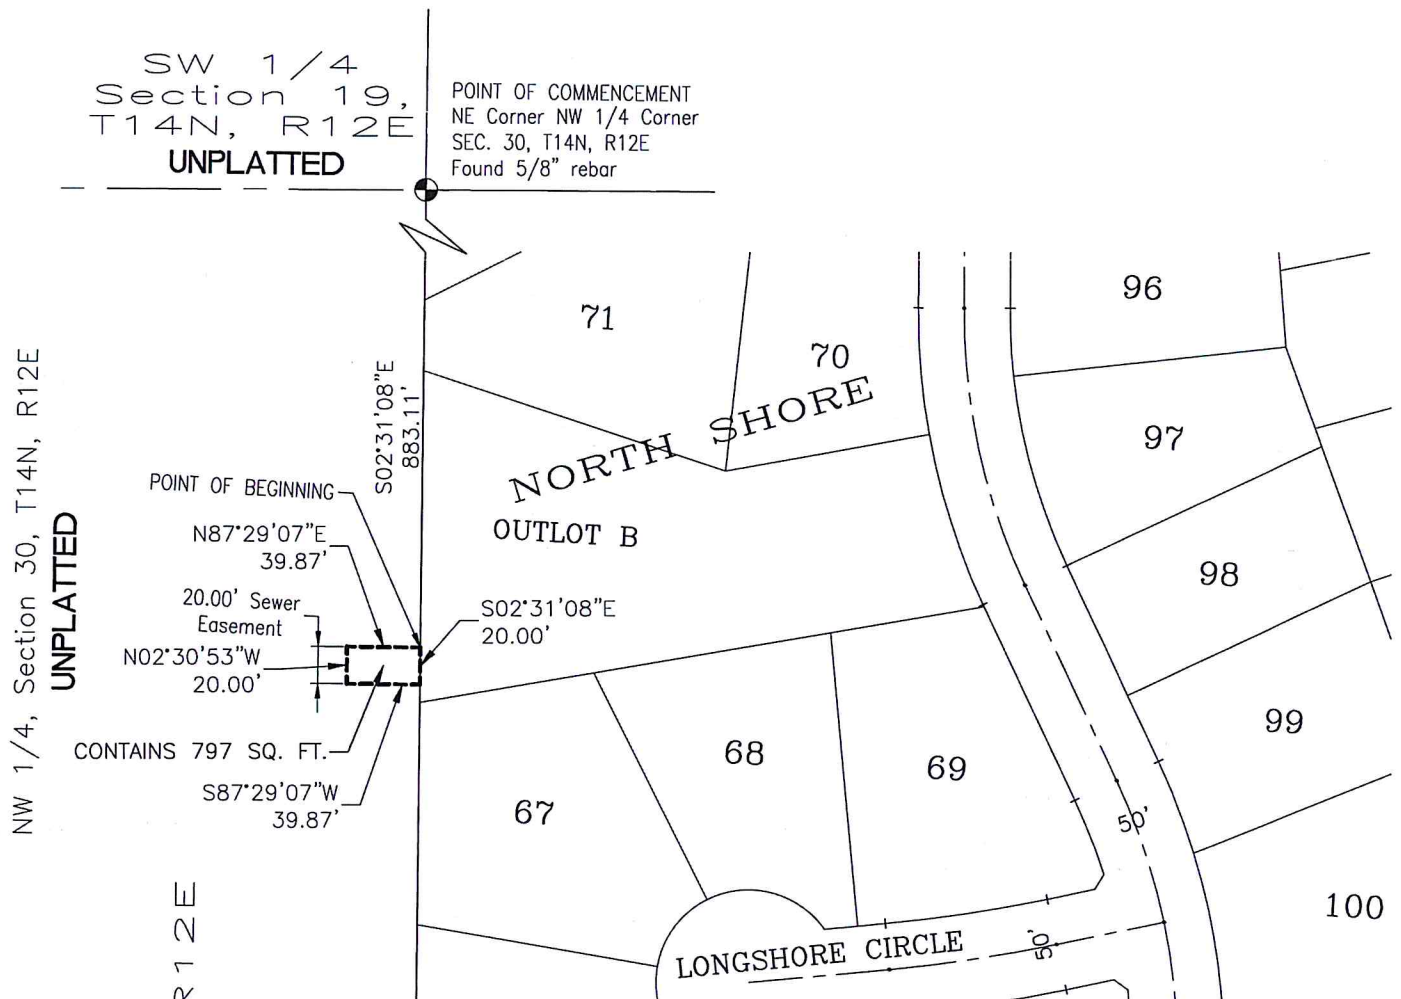 SW 1/4
Section 19,
T14N, R12E
UNPLATTED
POINT OF COMMENCEMENT
NE Corner NW 1/4 Corner
SEC. 30, T14N, R12E
Found 5/8" rebar
NW 1/4, Section 30, T14N, R12E
UNPLATTED
S02°31'08"E
883.11'
71
70
96
97
98
99
100
NORTH SHORE
OUTLOT B
POINT OF BEGINNING
N87°29'07"E
39.87'
20.00' Sewer
Easement
N02°30'53"W
20.00'
S02°31'08"E
20.00'
CONTAINS 797 SQ. FT.
S87°29'07"W
39.87'
67
68
69
50'
50'
LONGSHORE CIRCLE
R12E